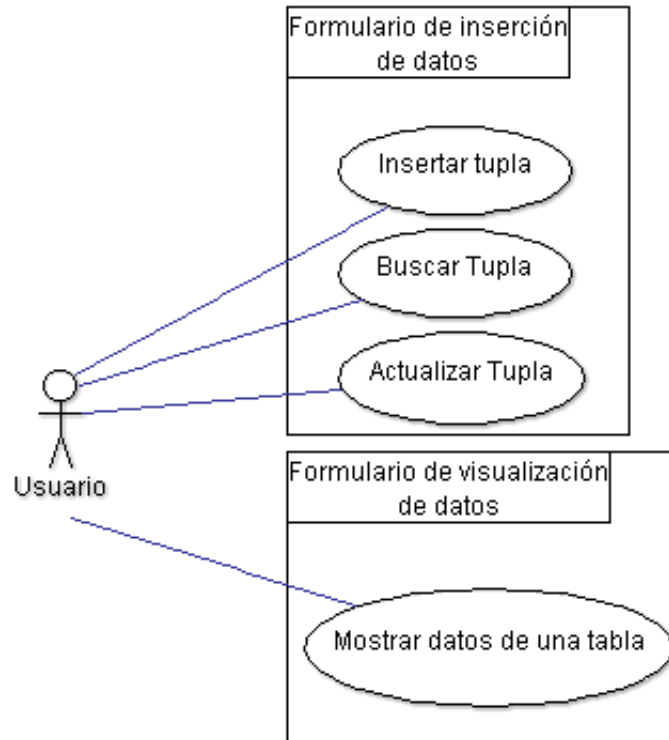 Formulario de inserción
de datos
Insertar tupla
Buscar Tupla
Actualizar Tupla
Usuario
Formulario de visualización
de datos
Mostrar datos de una tabla